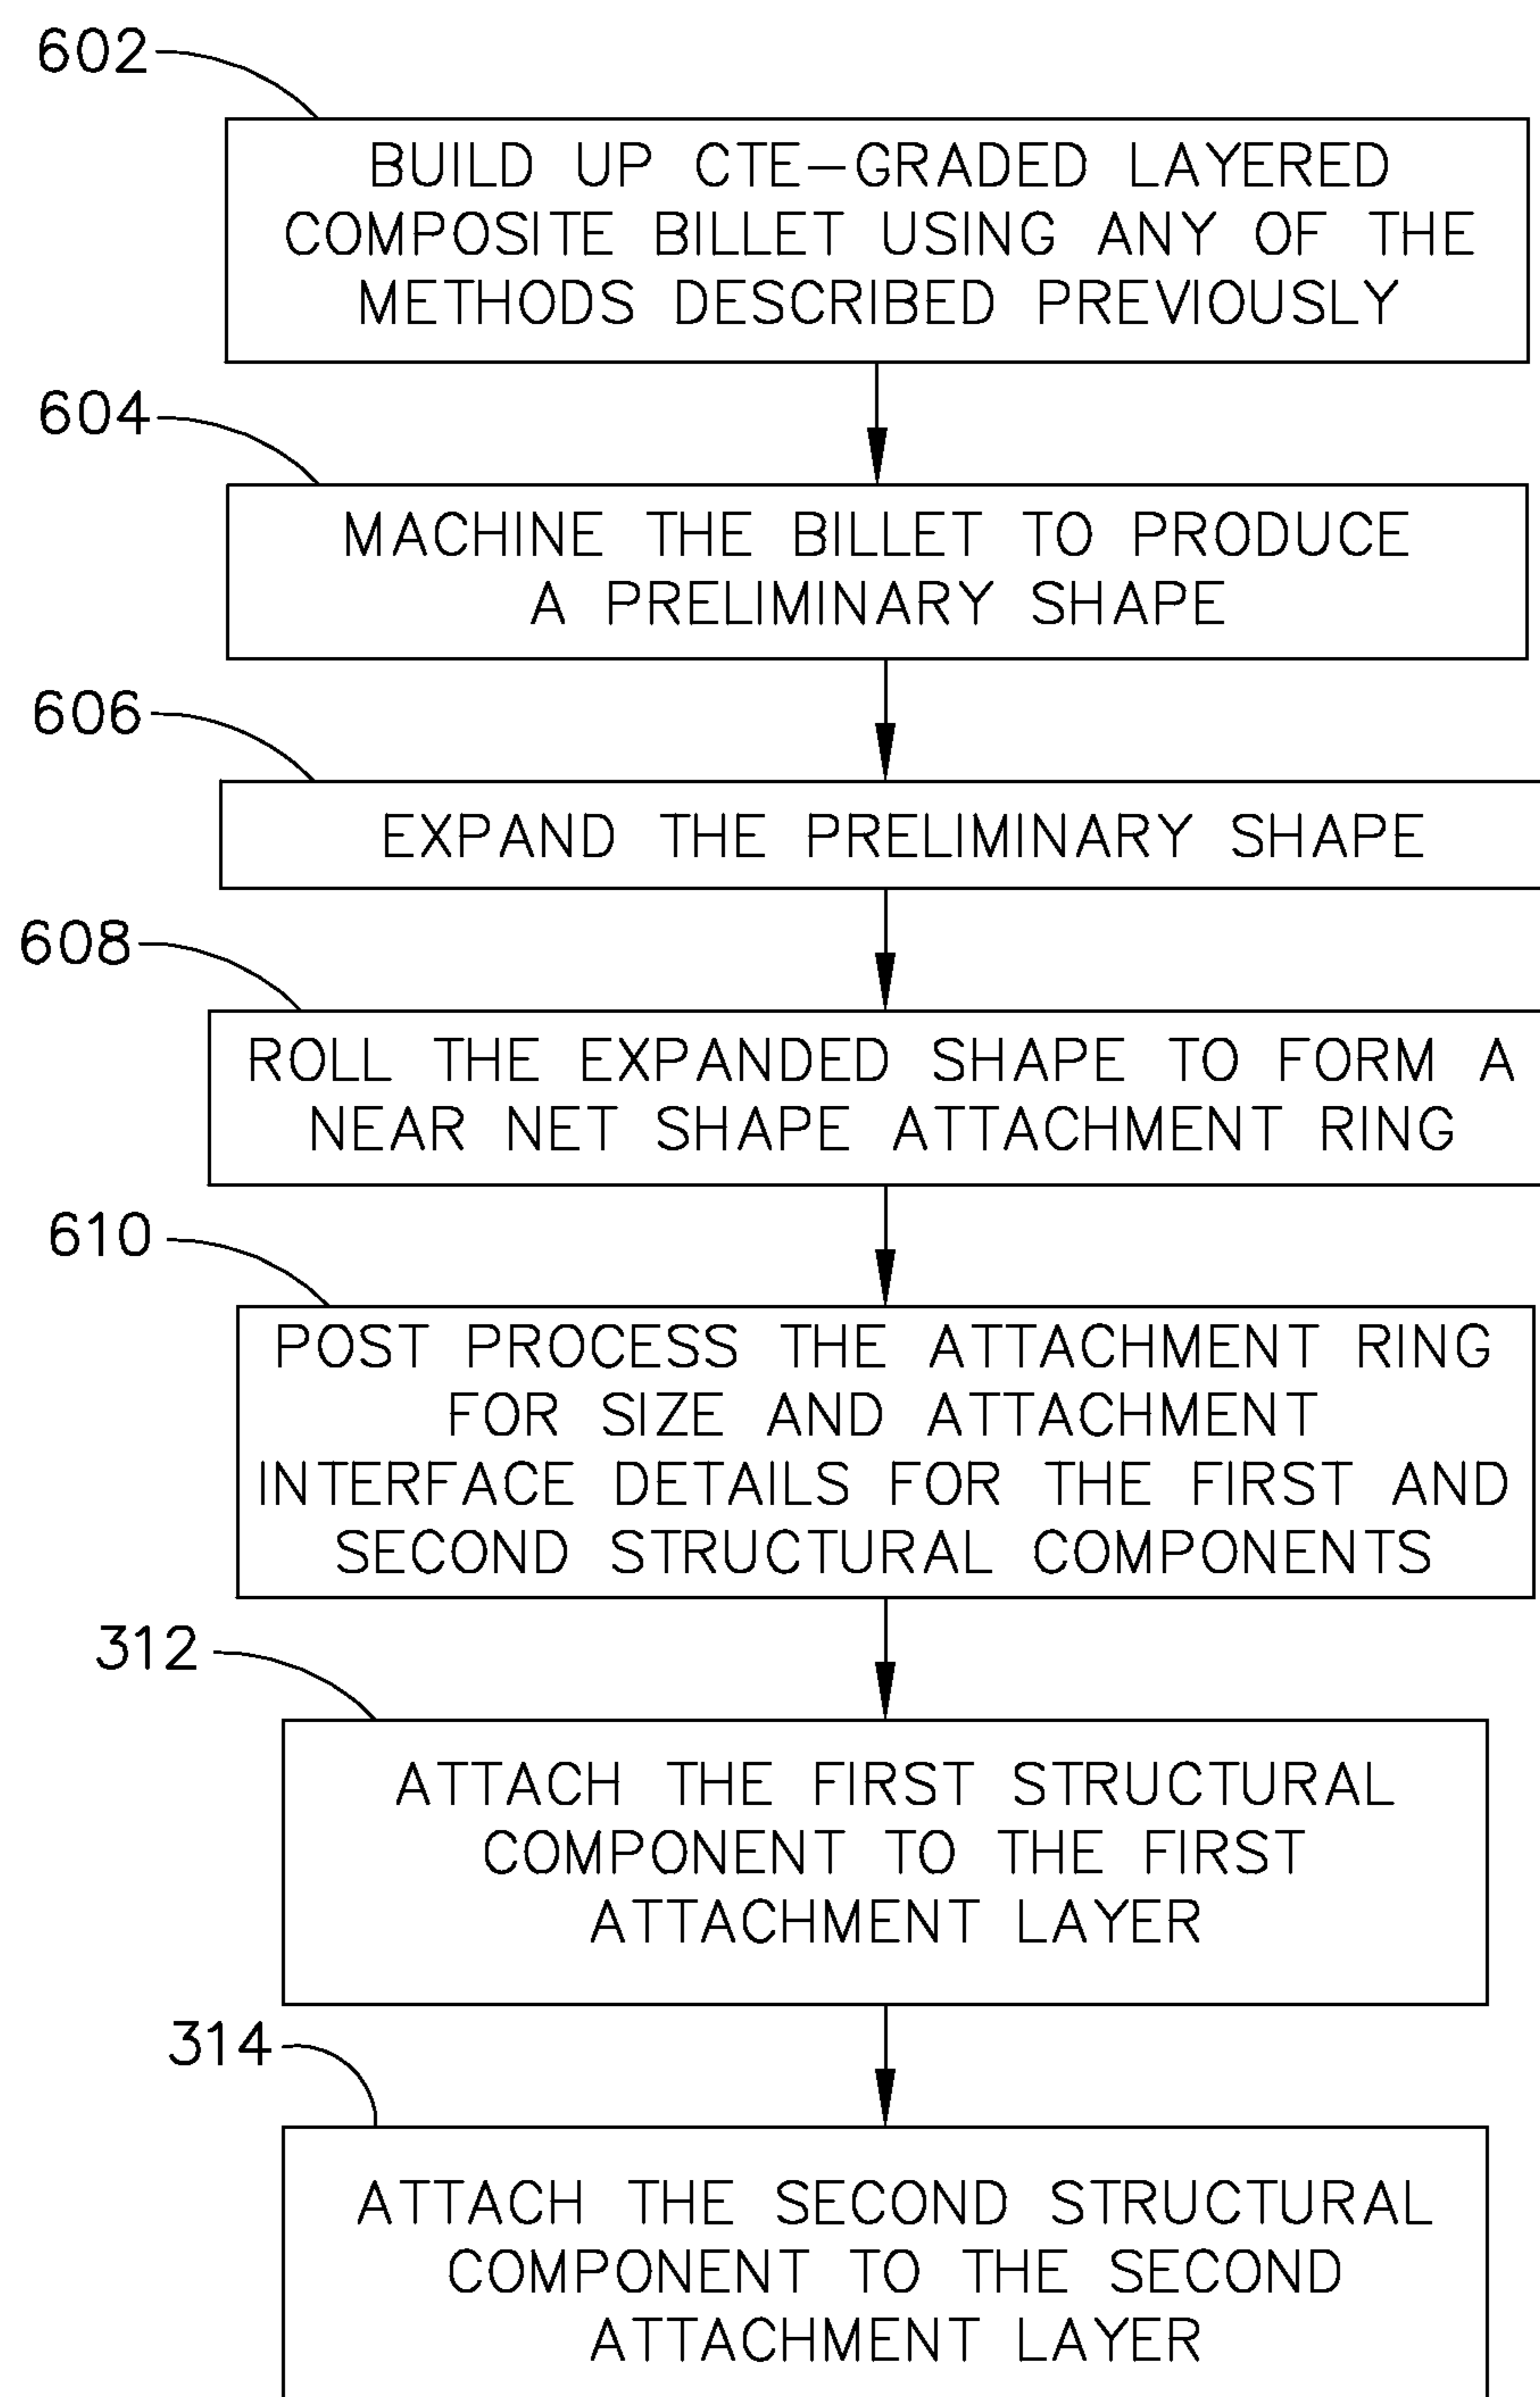 602
BUILD UP CTE-GRADED LAYERED
COMPOSITE BILLET USING ANY OF THE
METHODS DESCRIBED PREVIOUSLY
604
MACHINE THE BILLET TO PRODUCE
A PRELIMINARY SHAPE
606
EXPAND THE PRELIMINARY SHAPE
608
ROLL THE EXPANDED SHAPE TO FORM A
NEAR NET SHAPE ATTACHMENT RING
610
POST PROCESS THE ATTACHMENT RING
FOR SIZE AND ATTACHMENT
INTERFACE DETAILS FOR THE FIRST AND
SECOND STRUCTURAL COMPONENTS
312
ATTACH THE FIRST STRUCTURAL
COMPONENT TO THE FIRST
ATTACHMENT LAYER
314
ATTACH THE SECOND STRUCTURAL
COMPONENT TO THE SECOND
ATTACHMENT LAYER